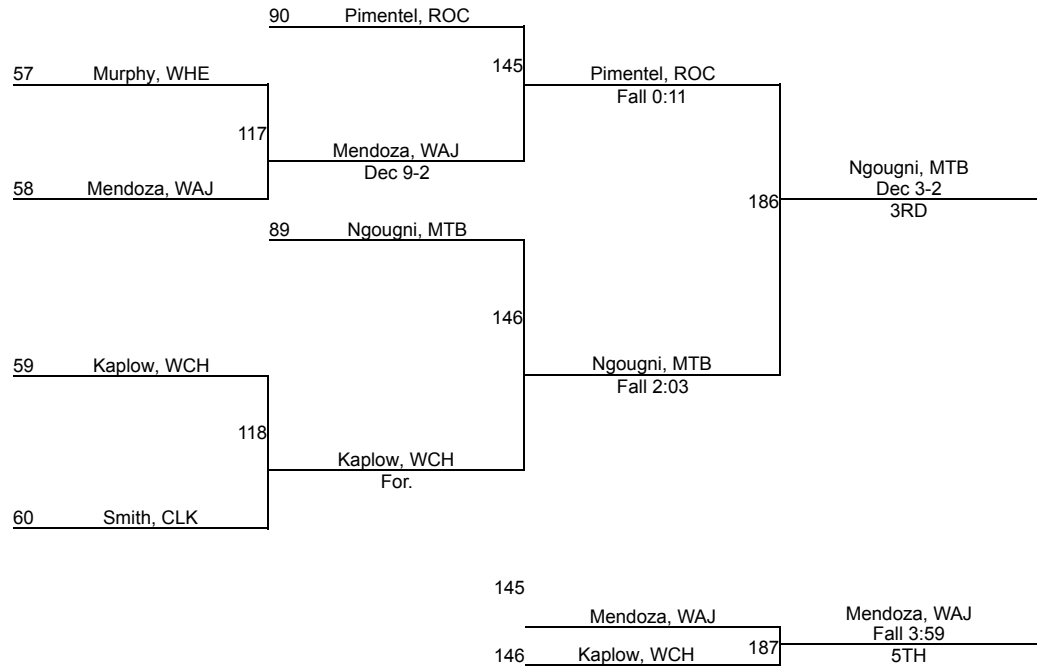 90 Pimentel, ROC
57 Murphy, WHE
145
Pimentel, ROC
Fall 0:11
117
Mendoza, WAJ
Dec 9-2
58 Mendoza, WAJ
Ngougni, MTB
Dec 3-2
3RD
186
89 Ngougni, MTB
146
59 Kaplow, WCH
Ngougni, MTB
Fall 2:03
118
Kaplow, WCH
For.
60 Smith, CLK
145
Mendoza, WAJ
146 Kaplow, WCH
187
Mendoza, WAJ
Fall 3:59
5TH